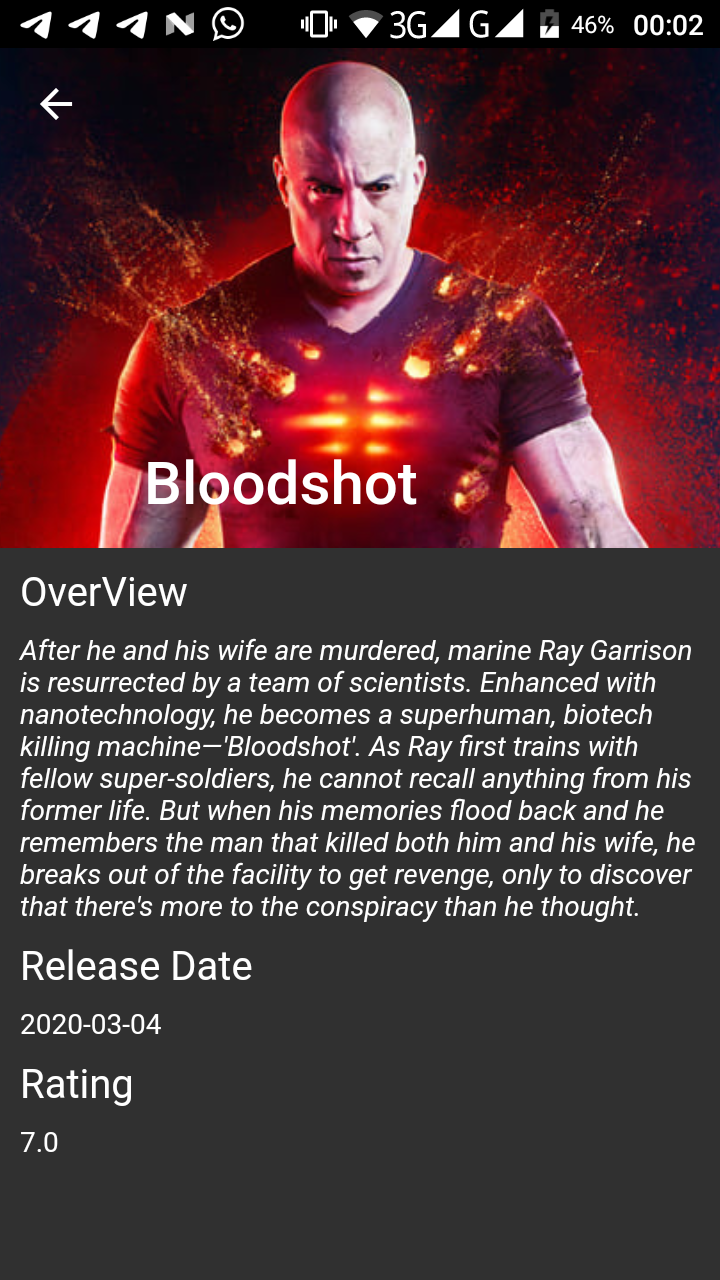 3G G 46% 00:02
Bloodshot
OverView
After he and his wife are murdered, marine Ray Garrison
is resurrected by a team of scientists. Enhanced with
nanotechnology, he becomes a superhuman, biotech
killing machine—'Bloodshot'. As Ray first trains with
fellow super-soldiers, he cannot recall anything from his
former life. But when his memories flood back and he
remembers the man that killed both him and his wife, he
breaks out of the facility to get revenge, only to discover
that there's more to the conspiracy than he thought.
Release Date
2020-03-04
Rating
7.0